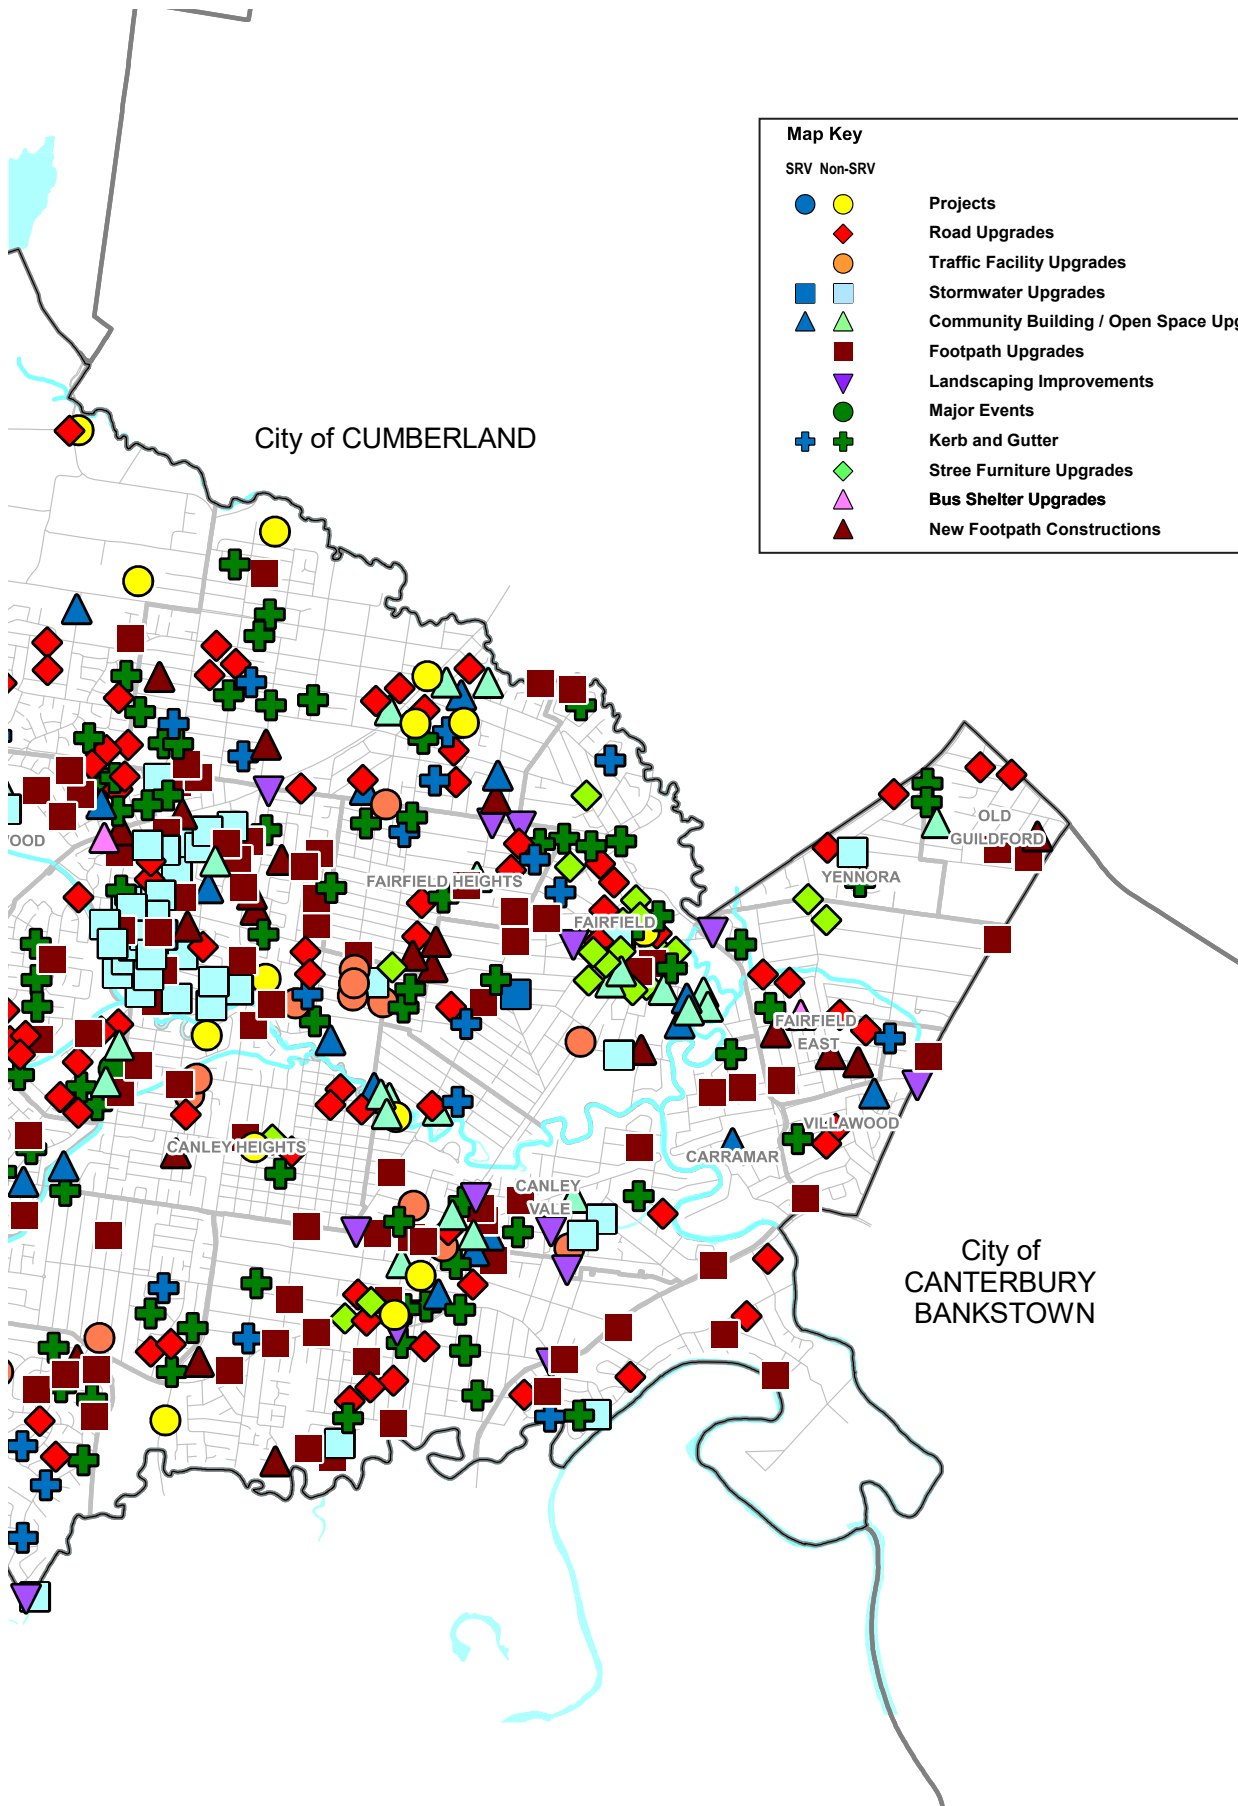 Map Key
SRV Non-SRV
Projects
Road Upgrades
Traffic Facility Upgrades
Stormwater Upgrades
Community Building / Open Space Upg
Footpath Upgrades
Landscaping Improvements
Major Events
Kerb and Gutter
Stree Furniture Upgrades
Bus Shelter Upgrades
New Footpath Constructions
City of CUMBERLAND
OLD
GUILDFORD
OOD
YENNORA
FAIRFIELD HEIGHTS
FAIRFIELD
FAIRFIELD
EAST
VILLAWOOD
CANLEY HEIGHTS
CARRAMAR
CANLEY
VALE
City of
CANTERBURY
BANKSTOWN